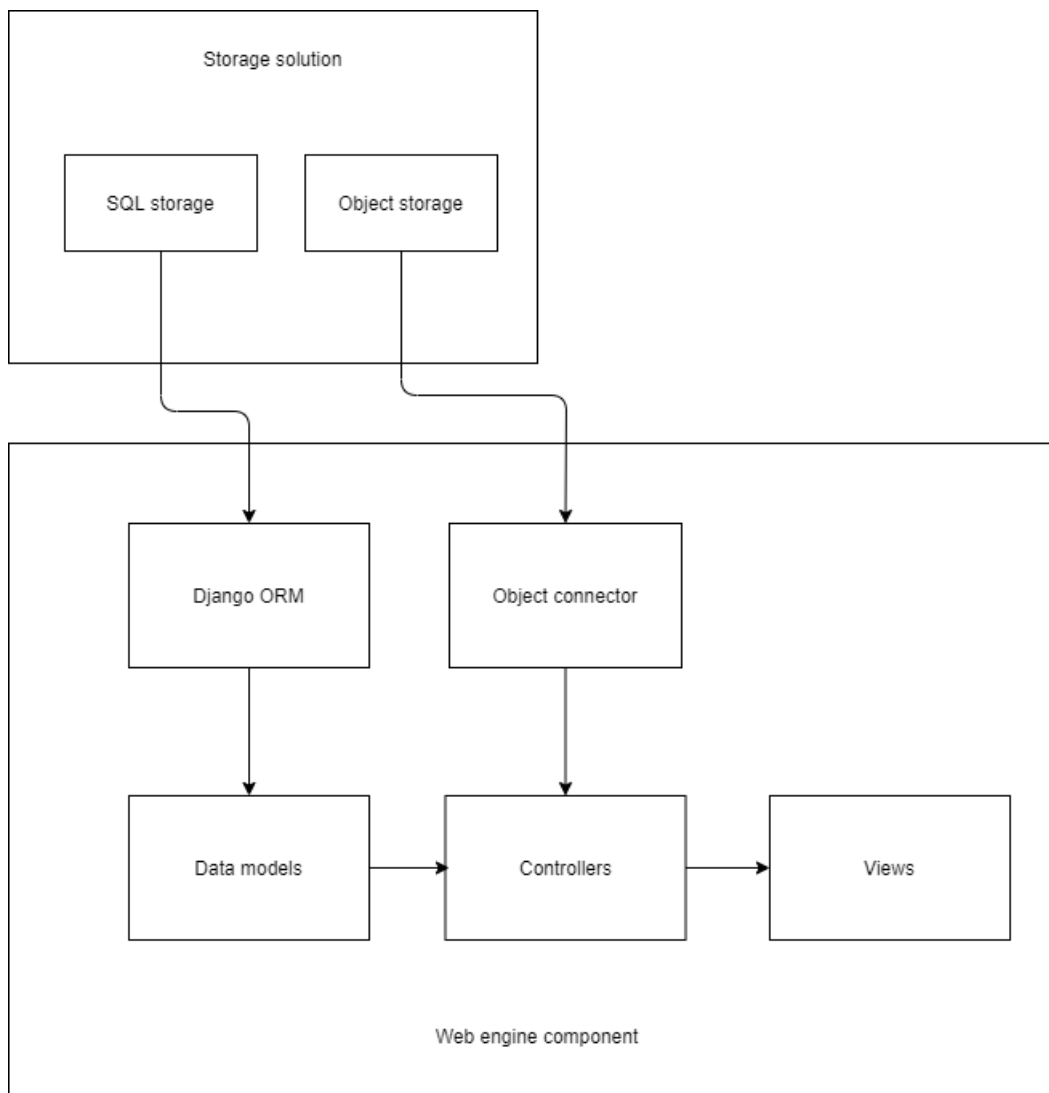 Storage solution
SQL storage
Object storage
Django ORM
Object connector
Data models
Controllers
Views
Web engine component